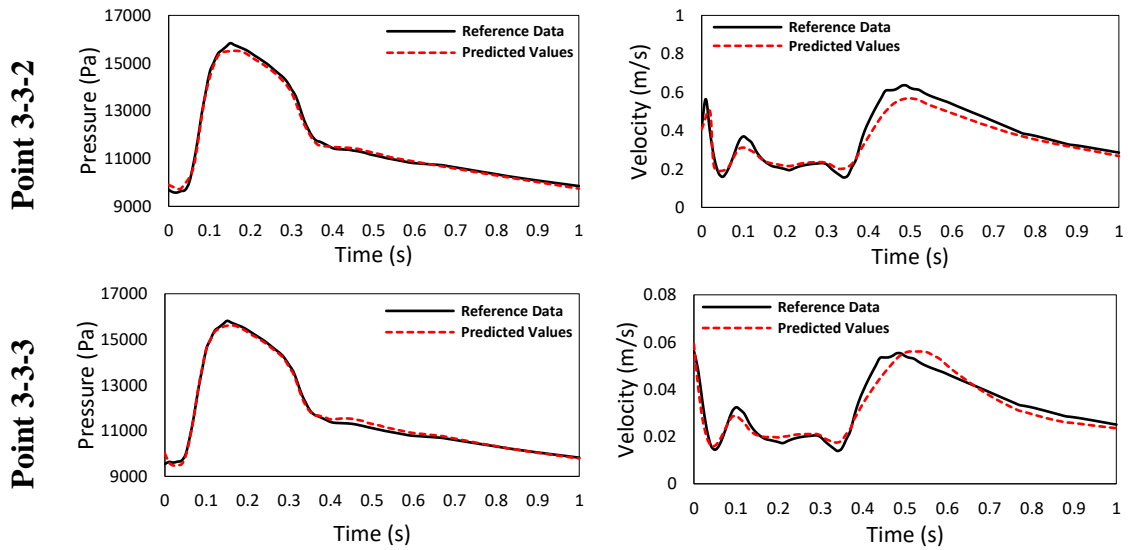 Point 3-3-2
Pressure (Pa)
17000
15000
13000
11000
9000
Reference Data
Predicted Values
0 0.1 0.2 0.3 0.4 0.5 0.6 0.7 0.8 0.9 1
Time (s)
Velocity (m/s)
1
0.8
0.6
0.4
0.2
0
Reference Data
Predicted Values
0 0.1 0.2 0.3 0.4 0.5 0.6 0.7 0.8 0.9 1
Time (s)
Point 3-3-3
Pressure (Pa)
17000
15000
13000
11000
9000
Reference Data
Predicted Values
0 0.1 0.2 0.3 0.4 0.5 0.6 0.7 0.8 0.9 1
Time (s)
Velocity (m/s)
0.08
0.06
0.04
0.02
0
Reference Data
Predicted Values
0 0.1 0.2 0.3 0.4 0.5 0.6 0.7 0.8 0.9 1
Time (s)